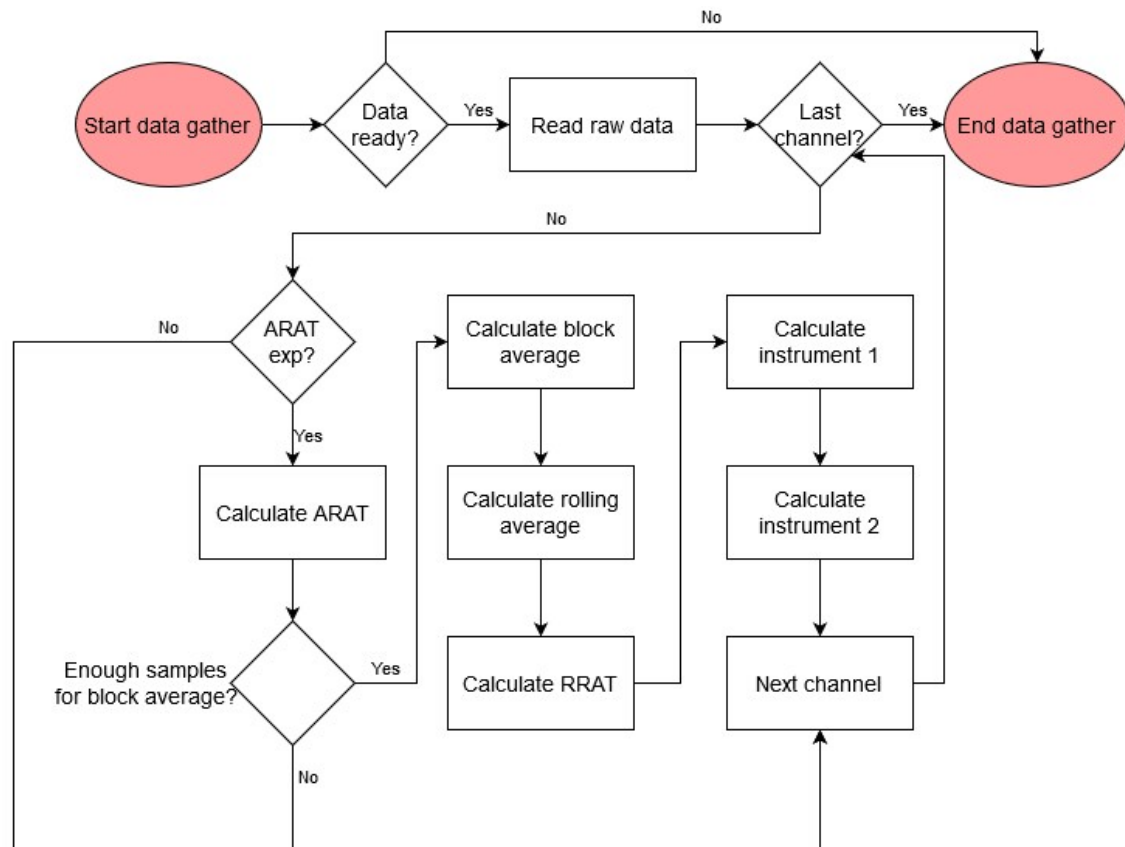 No
Start data gather
Data
ready?
Yes
Read raw data
Last
channel?
Yes
End data gather
No
No
ARAT
exp?
Yes
Calculate block
average
Calculate
instrument 1
Calculate ARAT
Calculate rolling
average
Calculate
instrument 2
Enough samples
for block average?
Yes
Calculate RRAT
Next channel
No